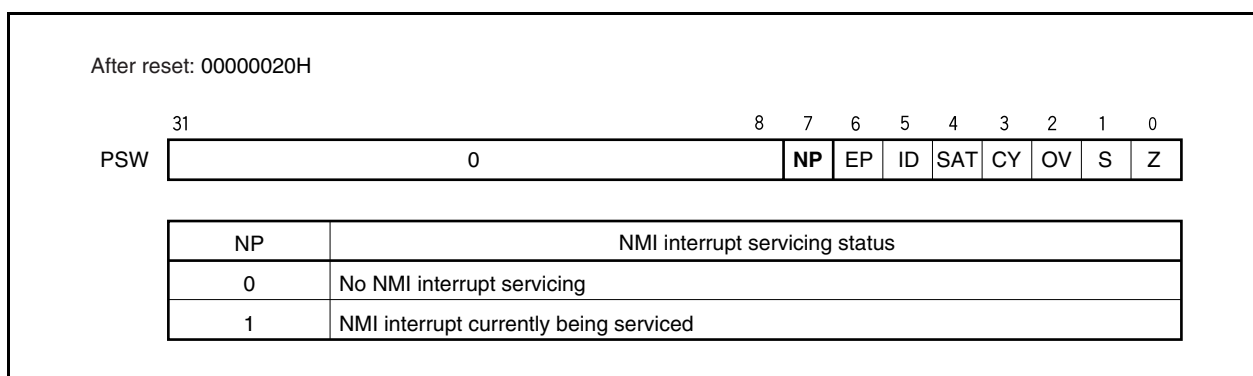 After reset: 00000020H
31 8 7 6 5 4 3 2 1 0
PSW 0 NP EP ID SAT CY OV S Z
NP NMI interrupt servicing status
0 No NMI interrupt servicing
1 NMI interrupt currently being serviced